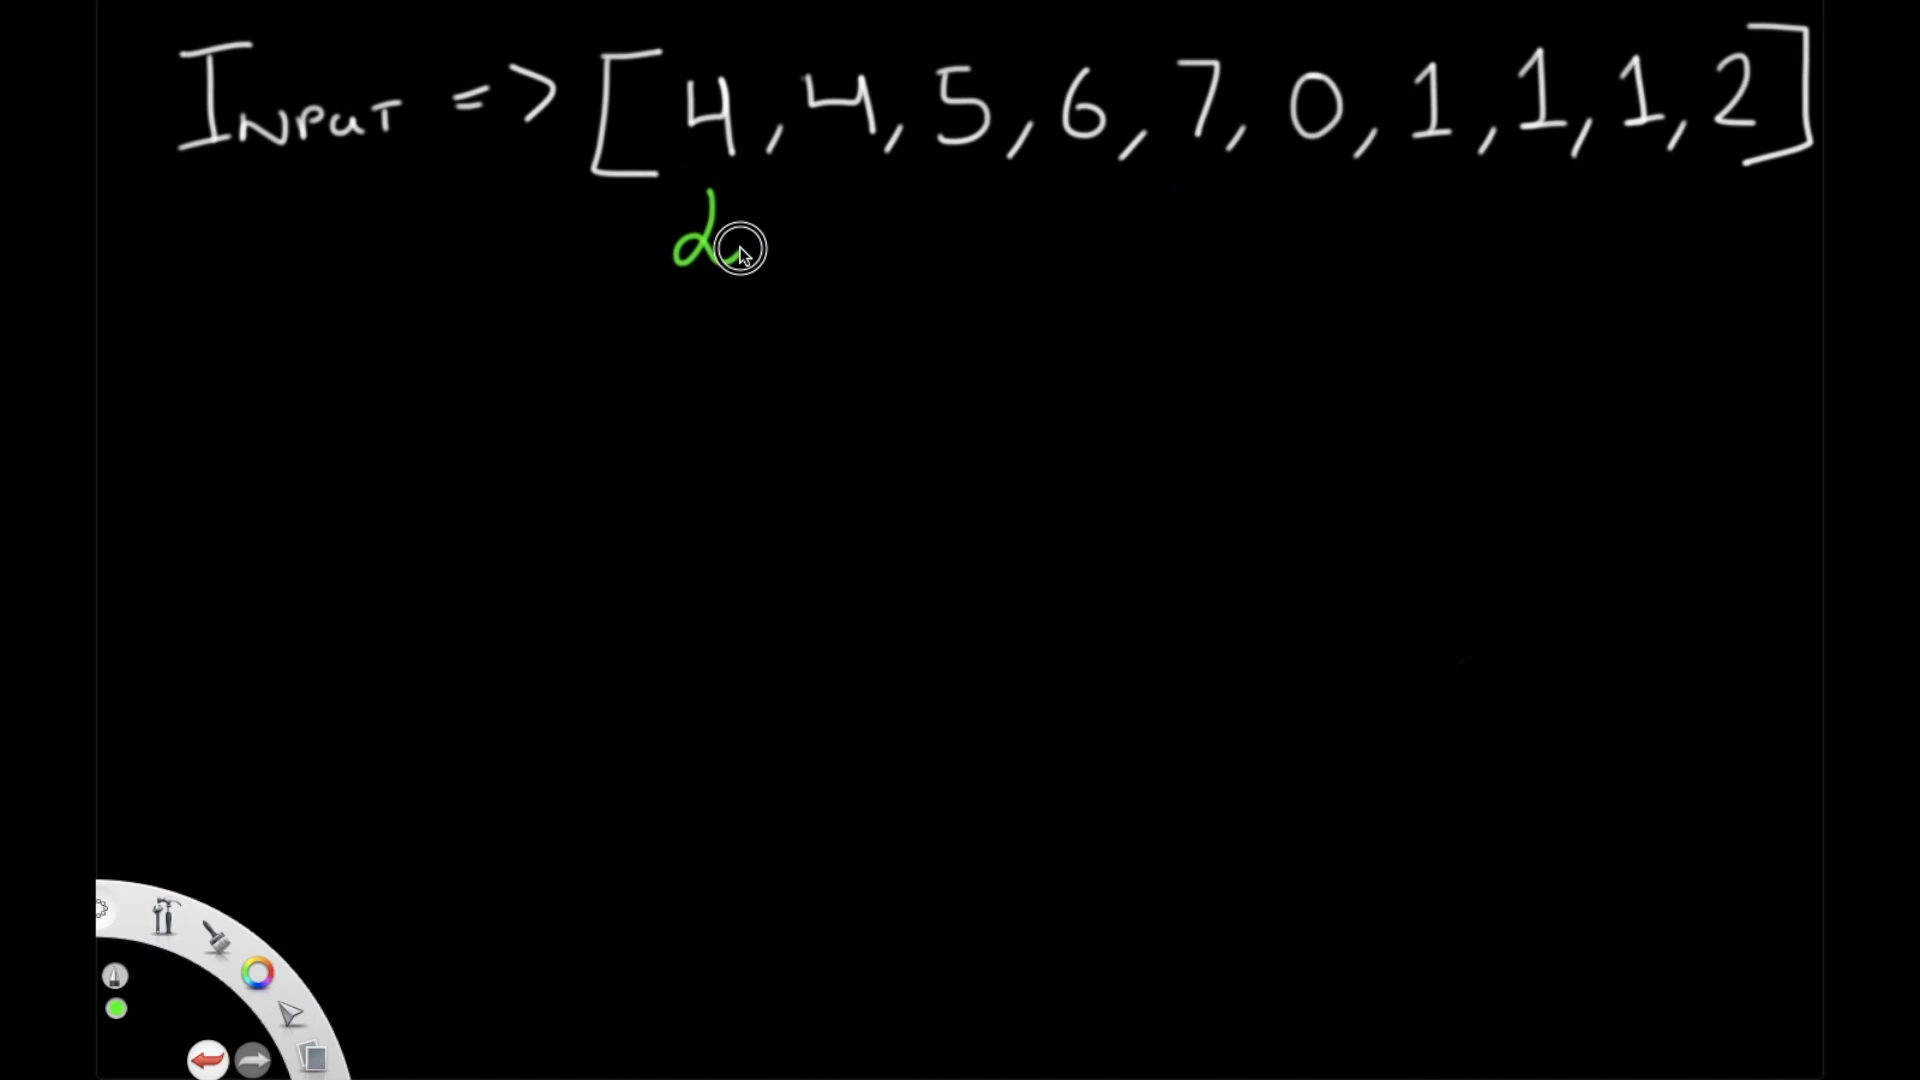 Input => [4, 4, 5, 6, 7, 0, 1, 1, 1, 2]